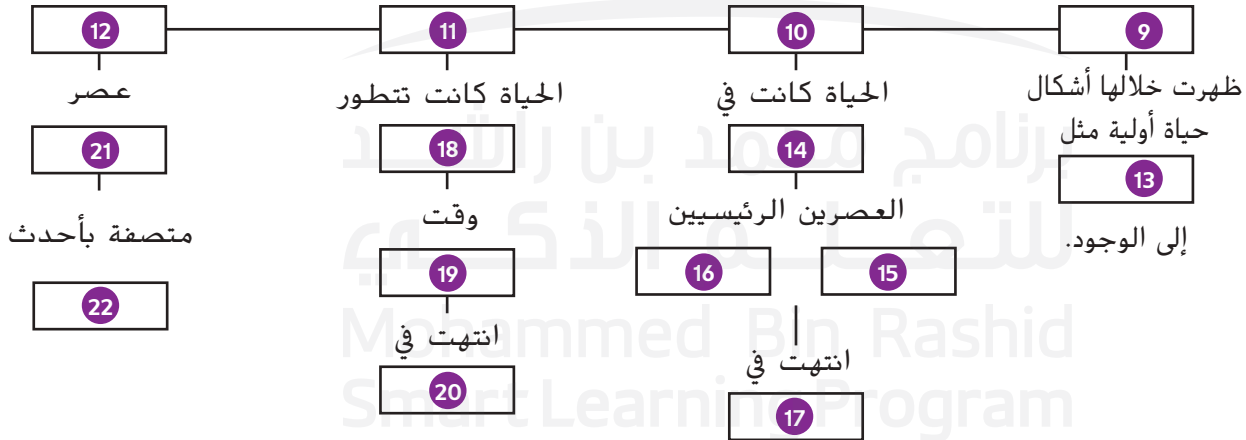 9
10
11
12
ظهرت خلالها أشكال
حياة أولية مثل
13
إلى الوجود.
الحياة كانت في
14
العصرين الرئيسيين
15
16
انتهت في
17
الحياة كانت تتطور
18
وقت
19
انتهت في
20
عصر
21
متصفة بأحدث
22
برنامج محمد بن راشد
للتعلم الذكي
Mohammed Bin Rashid
Smart Learning Program